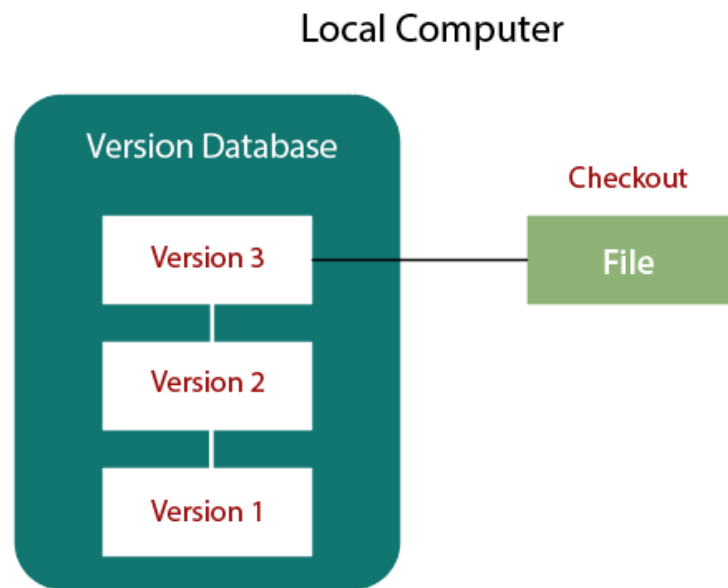 Local Computer
Version Database
Checkout
Version 3
File
Version 2
Version 1